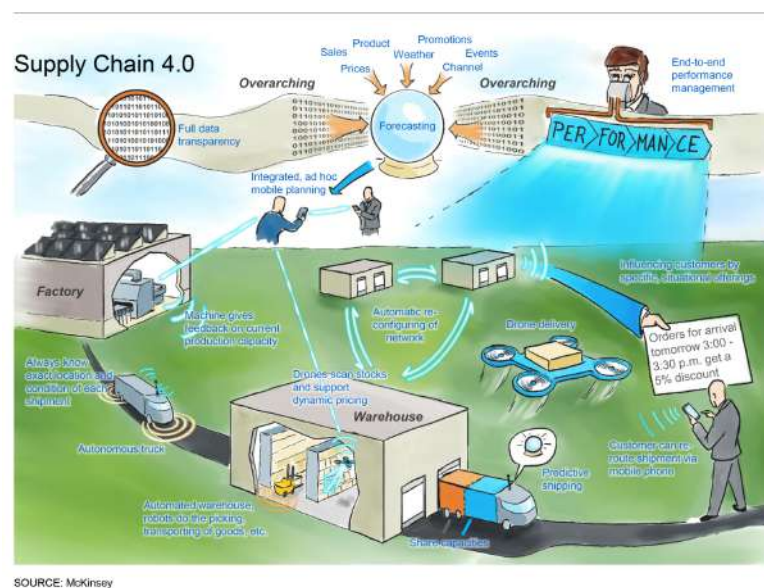 Supply Chain 4.0
Sales
Product
Promotions
Prices
Weather
Events
Channel
Overarching
Overarching
End-to-end
performance
management
Full data
transparency
Forecasting
PER FOR MAN CE
Integrated, ad hoc
mobile planning
Factory
Machine gives
feedback on current
production capacity
Automatic re-
configuring of
network
Influencing customers by
specific, situational offerings
Drone delivery
Orders for arrival
tomorrow 3:00 -
3:30 p.m. get a
5% discount
Always know
exact location and
condition of each
shipment
Drones scan stocks
and support
dynamic pricing
Autonomous truck
Warehouse
Customer can re-
route shipment via
mobile phone
Predictive
shipping
Automated warehouse,
robots do the picking,
transporting of goods, etc.
Share capacities
SOURCE: McKinsey